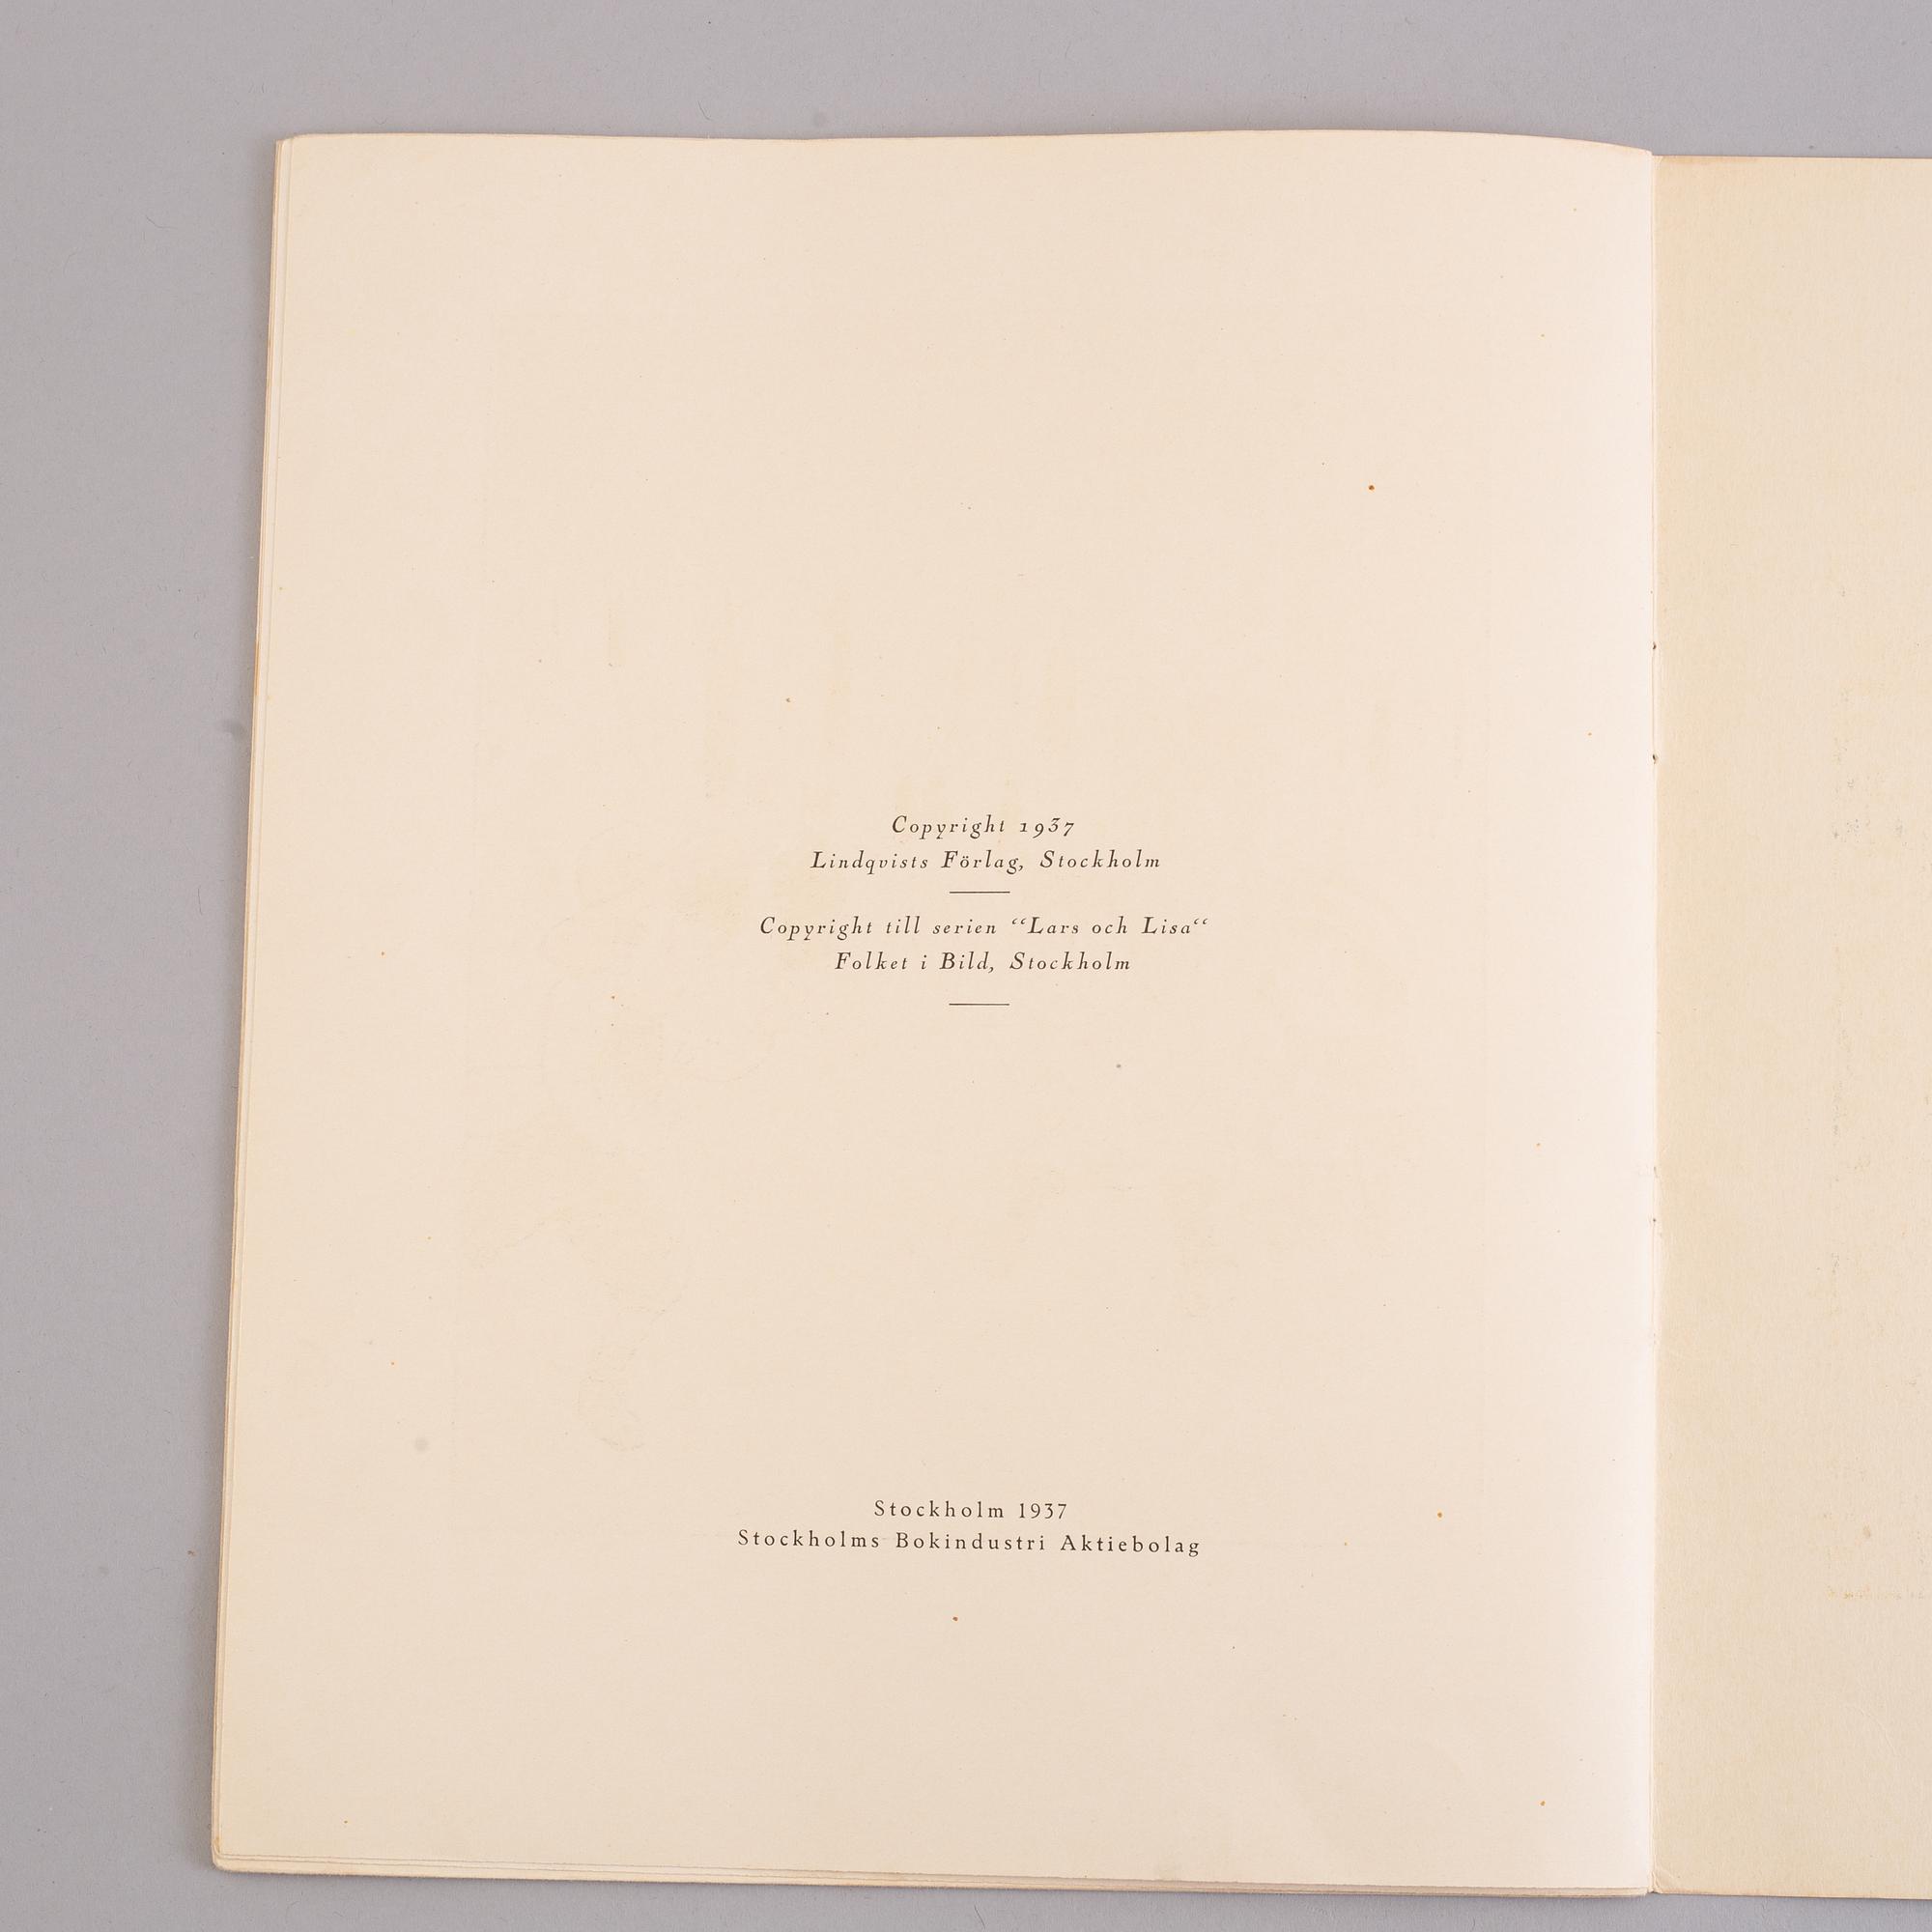 Copyright 1937
Lindqvists Förlag, Stockholm
Copyright till serien “Lars och Lisa“
Folket i Bild, Stockholm
Stockholm 1937
Stockholms Bokindustri Aktiebolag